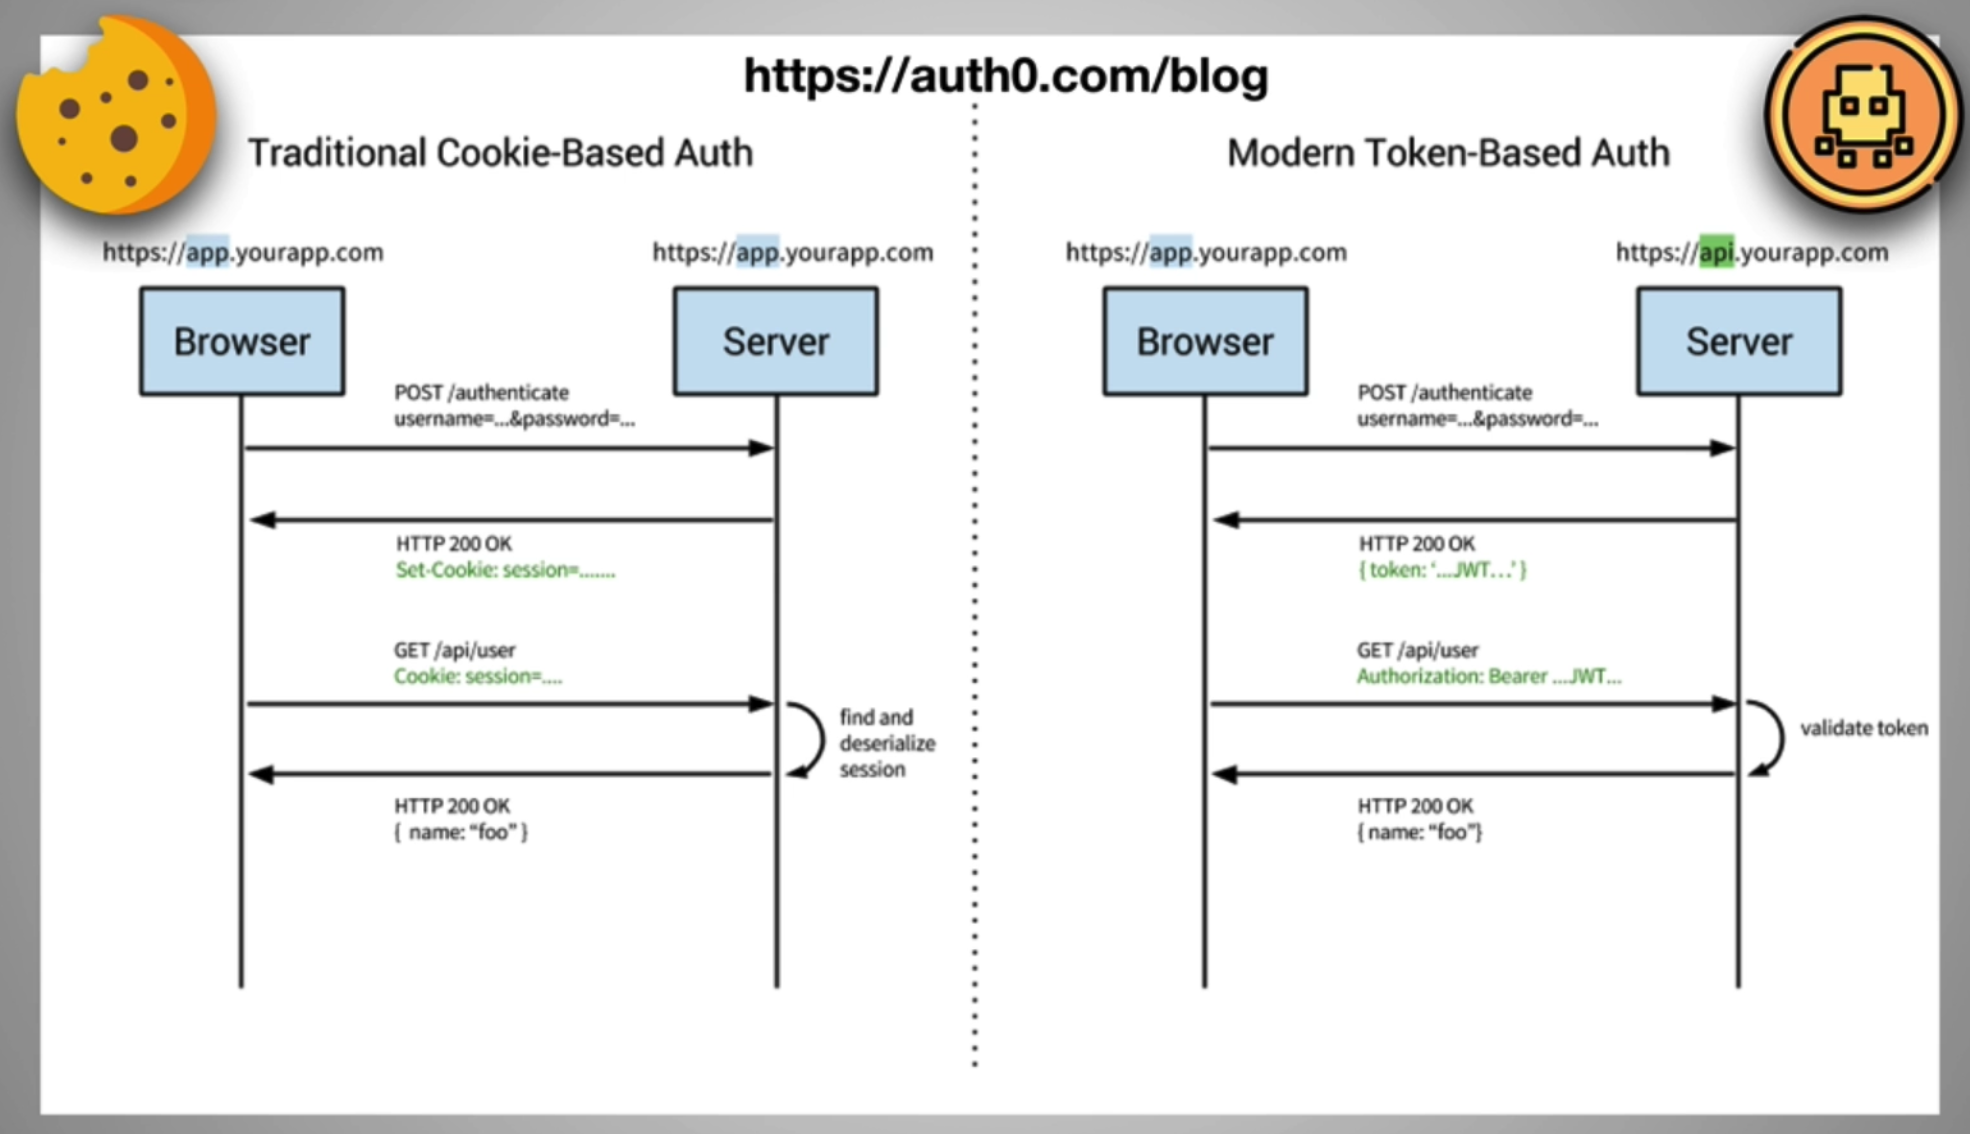 https://auth0.com/blog
Traditional Cookie-Based Auth
https://app.yourapp.com
https://app.yourapp.com
Browser
Server
POST /authenticate
username=...&password=...
HTTP 200 OK
Set-Cookie: session=.......
GET /api/user
Cookie: session=....
find and
deserialize
session
HTTP 200 OK
{ name: “foo” }
Modern Token-Based Auth
https://app.yourapp.com
https://api.yourapp.com
Browser
Server
POST /authenticate
username=...&password=...
HTTP 200 OK
{ token: ‘...JWT...’ }
GET /api/user
Authorization: Bearer ...JWT...
validate token
HTTP 200 OK
{ name: “foo”}